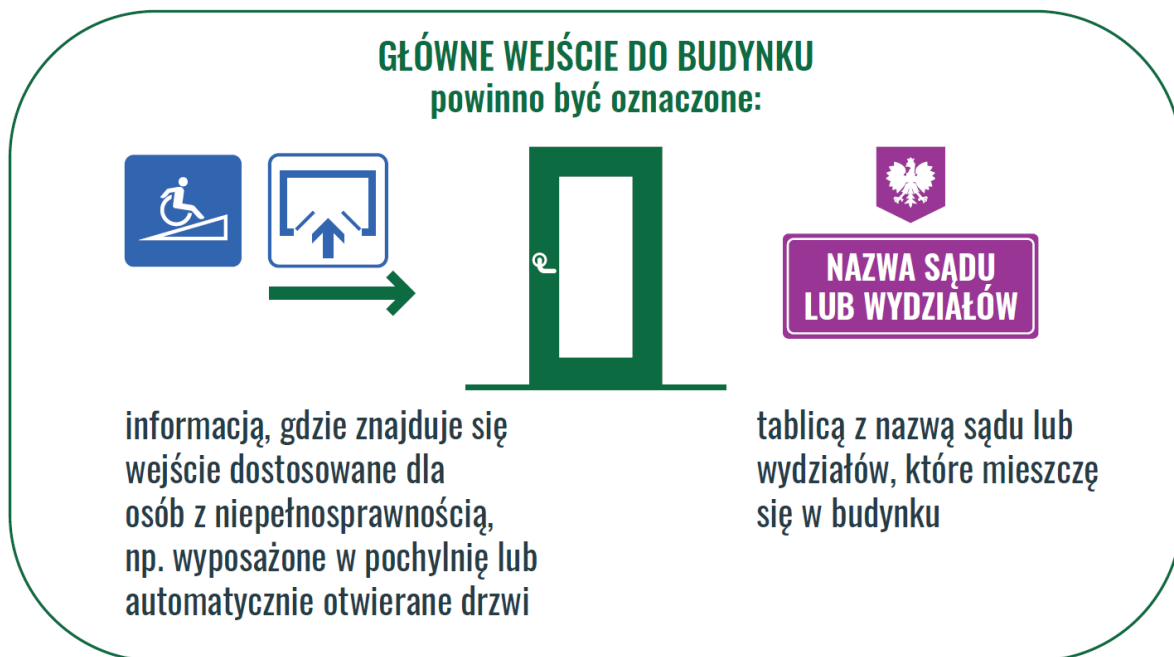 GŁÓWNE WEJŚCIE DO BUDYNKU
powinno być oznaczone:
NAZWA SĄDU
LUB WYDZIAŁÓW
informacją, gdzie znajduje się
wejście dostosowane dla
osób z niepełnosprawnością,
np. wyposażone w pochylnię lub
automatycznie otwierane drzwi
tablicą z nazwą sądu lub
wydziałów, które mieszczę
się w budynku